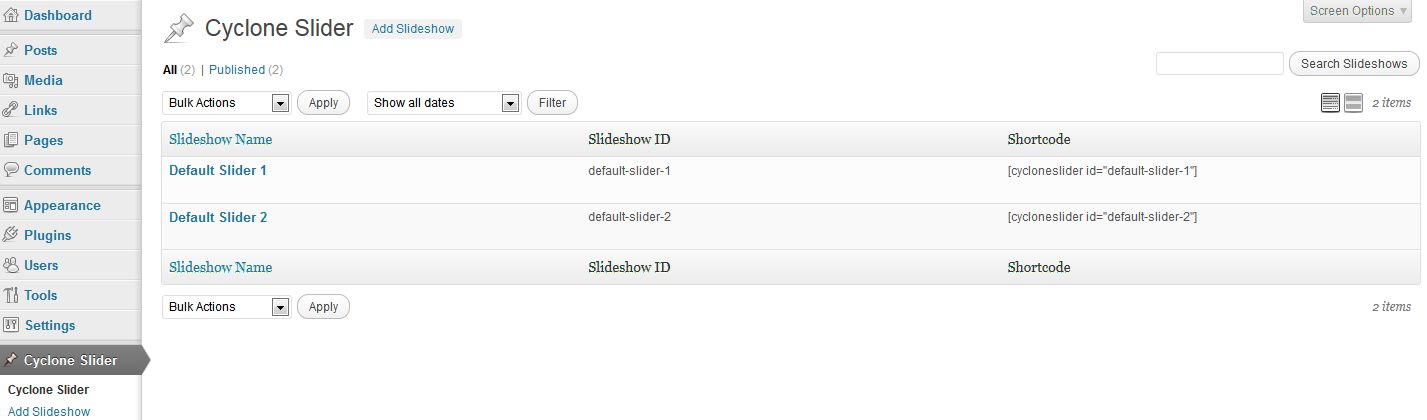 Dashboard
Posts
Media
Links
Pages
Comments
Appearance
Plugins
Users
Tools
Settings
Cyclone Slider
Cyclone Slider
Add Slideshow
Screen Options
Cyclone Slider Add Slideshow
All (2) | Published (2)
Search Slideshows
Bulk Actions Apply Show all dates Filter 2 items
Slideshow Name Slideshow ID Shortcode
Default Slider 1 default-slider-1 [cycloneslider id="default-slider-1"]
Default Slider 2 default-slider-2 [cycloneslider id="default-slider-2"]
Slideshow Name Slideshow ID Shortcode
Bulk Actions Apply 2 items